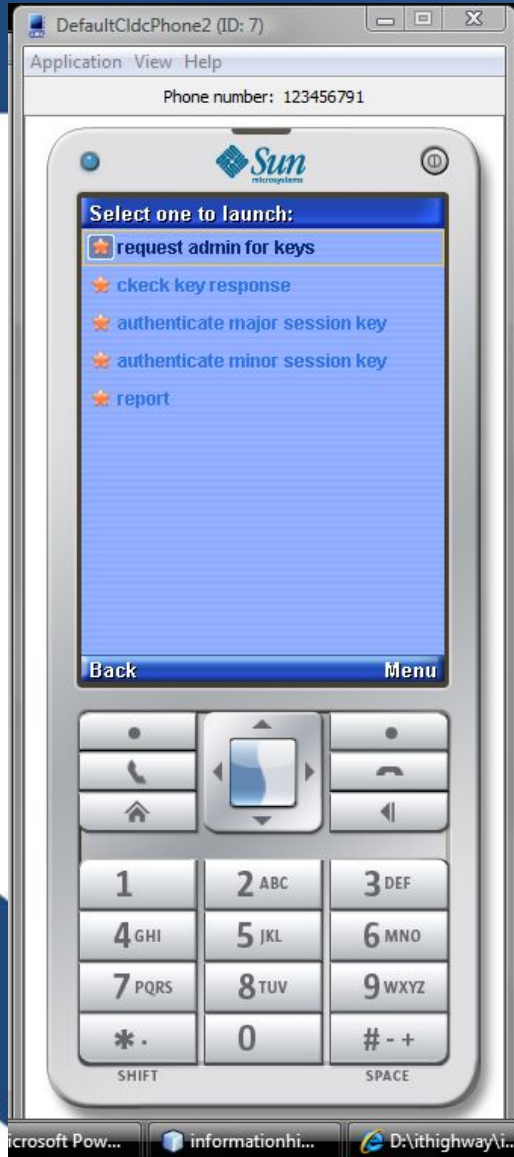 DefaultCldcPhone2 (ID: 7)
Application View Help
Phone number: 123456791
Sun
microsystems
Select one to launch:
request admin for keys
ckeck key response
authenticate major session key
authenticate minor session key
report
Back Menu
1 2 ABC 3 DEF
4 GHI 5 JKL 6 MNO
7 PQRS 8 TUV 9 WXYZ
* . 0 # - +
SHIFT SPACE
icrosoft Pow... informationhi... D:\ithighway\i...